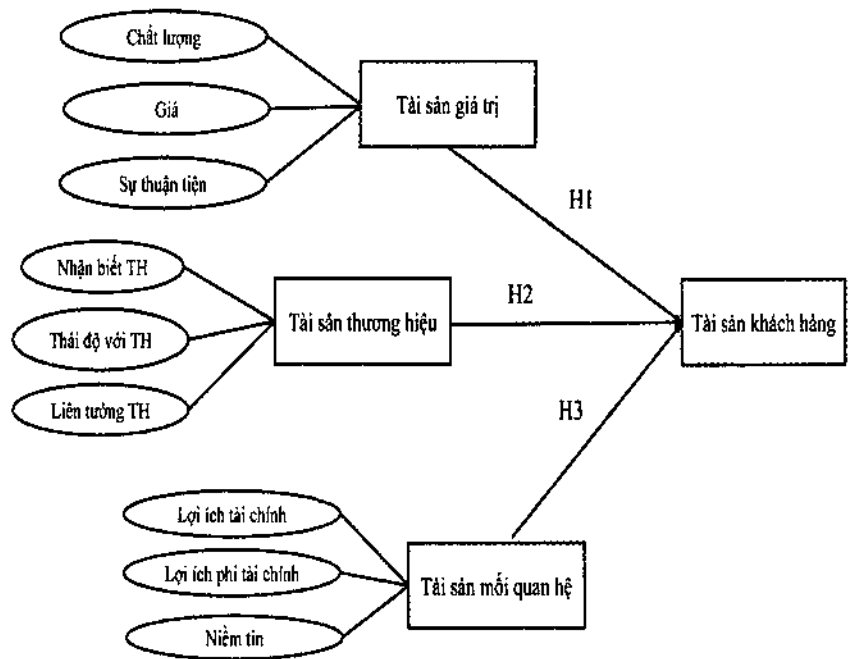 Chất lượng
Giá
Sự thuận tiện
Tài sản giá trị
H1
Nhận biết TH
Thái độ với TH
Liên tưởng TH
Tài sản thương hiệu
H2
Tài sản khách hàng
H3
Lợi ích tài chính
Lợi ích phi tài chính
Niềm tin
Tài sản mối quan hệ